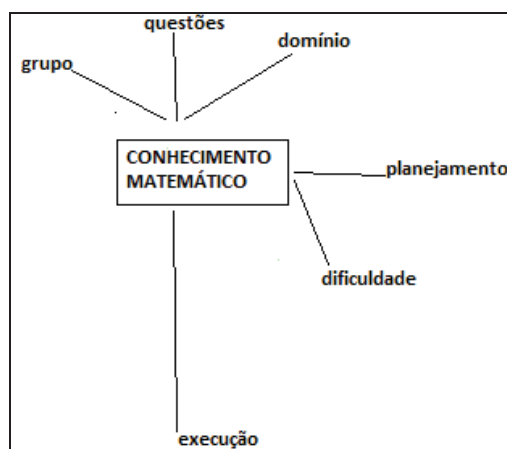 questões
domínio
grupo
CONHECIMENTO
MATEMÁTICO
planejamento
dificuldade
execução